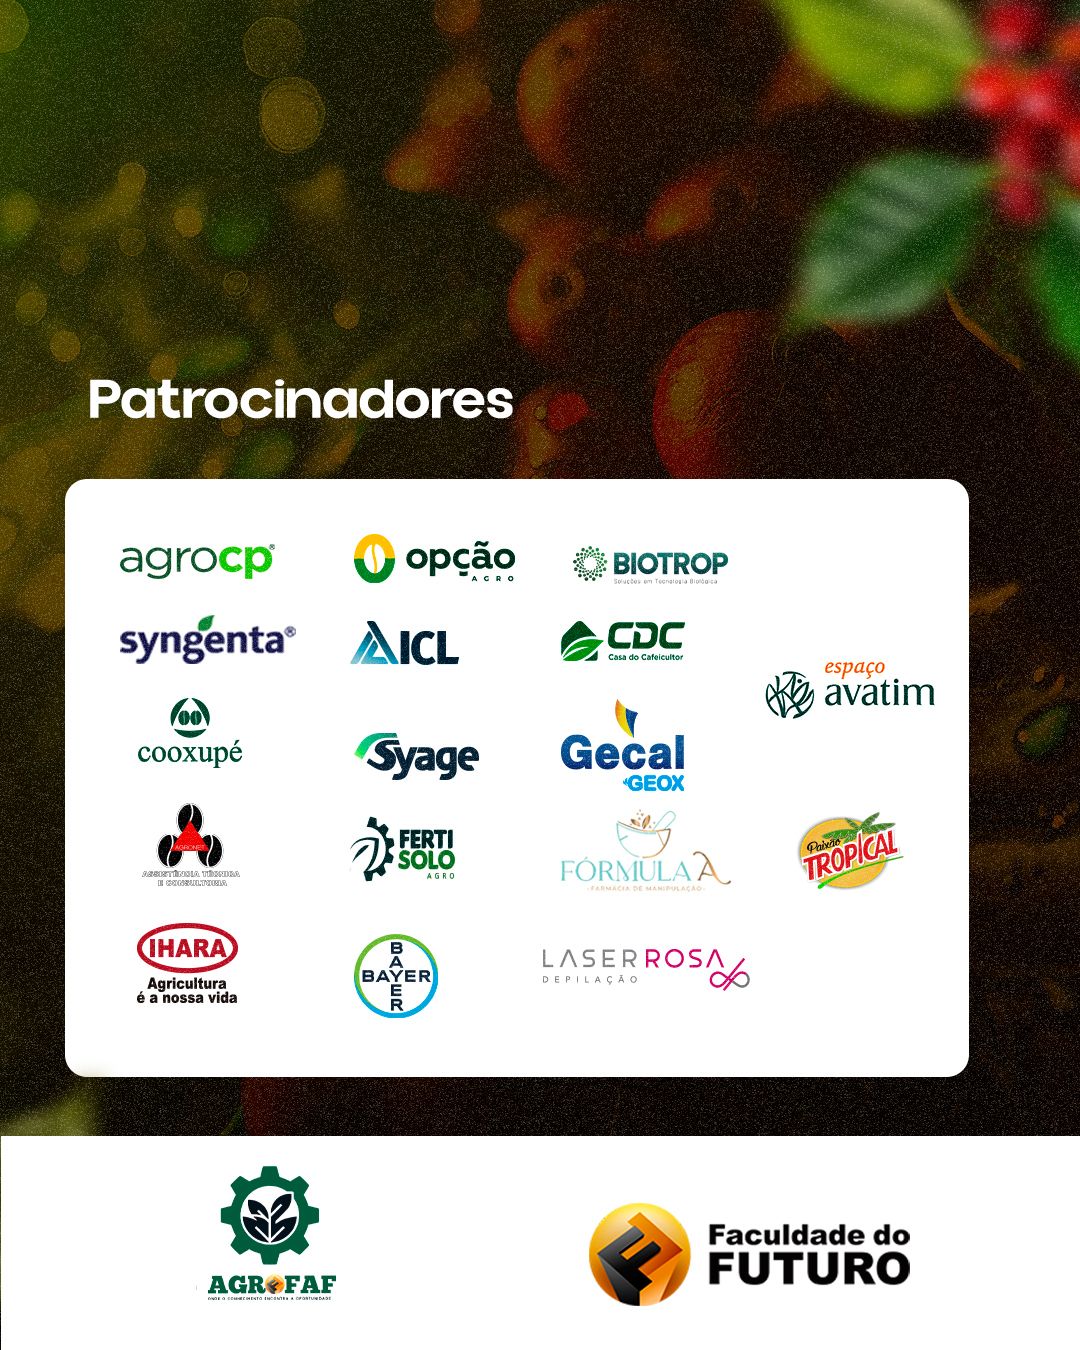 Patrocinadores
agrocp®
opção
AGRO
BIOTROP
Soluções em Tecnologia Biológica
syngenta®
ICL
CDC
Casa do Cafeicultor
espaço
avatim
cooxupé
Syage
Gecal
GEOX
AGRONET
ASSISTÊNCIA TÉCNICA
E CONSULTORIA
FERTI
SOLO
AGRO
FÓRMULA A
-FARMÁCIA DE MANIPULAÇÃO-
Paixão
TROPICAL
IHARA
Agricultura
é a nossa vida
BAYER
BAYER
LASER ROSA
DEPILAÇÃO
AGROFAF
ONDE O CONHECIMENTO ENCONTRA A OPORTUNIDADE
Faculdade do
FUTURO